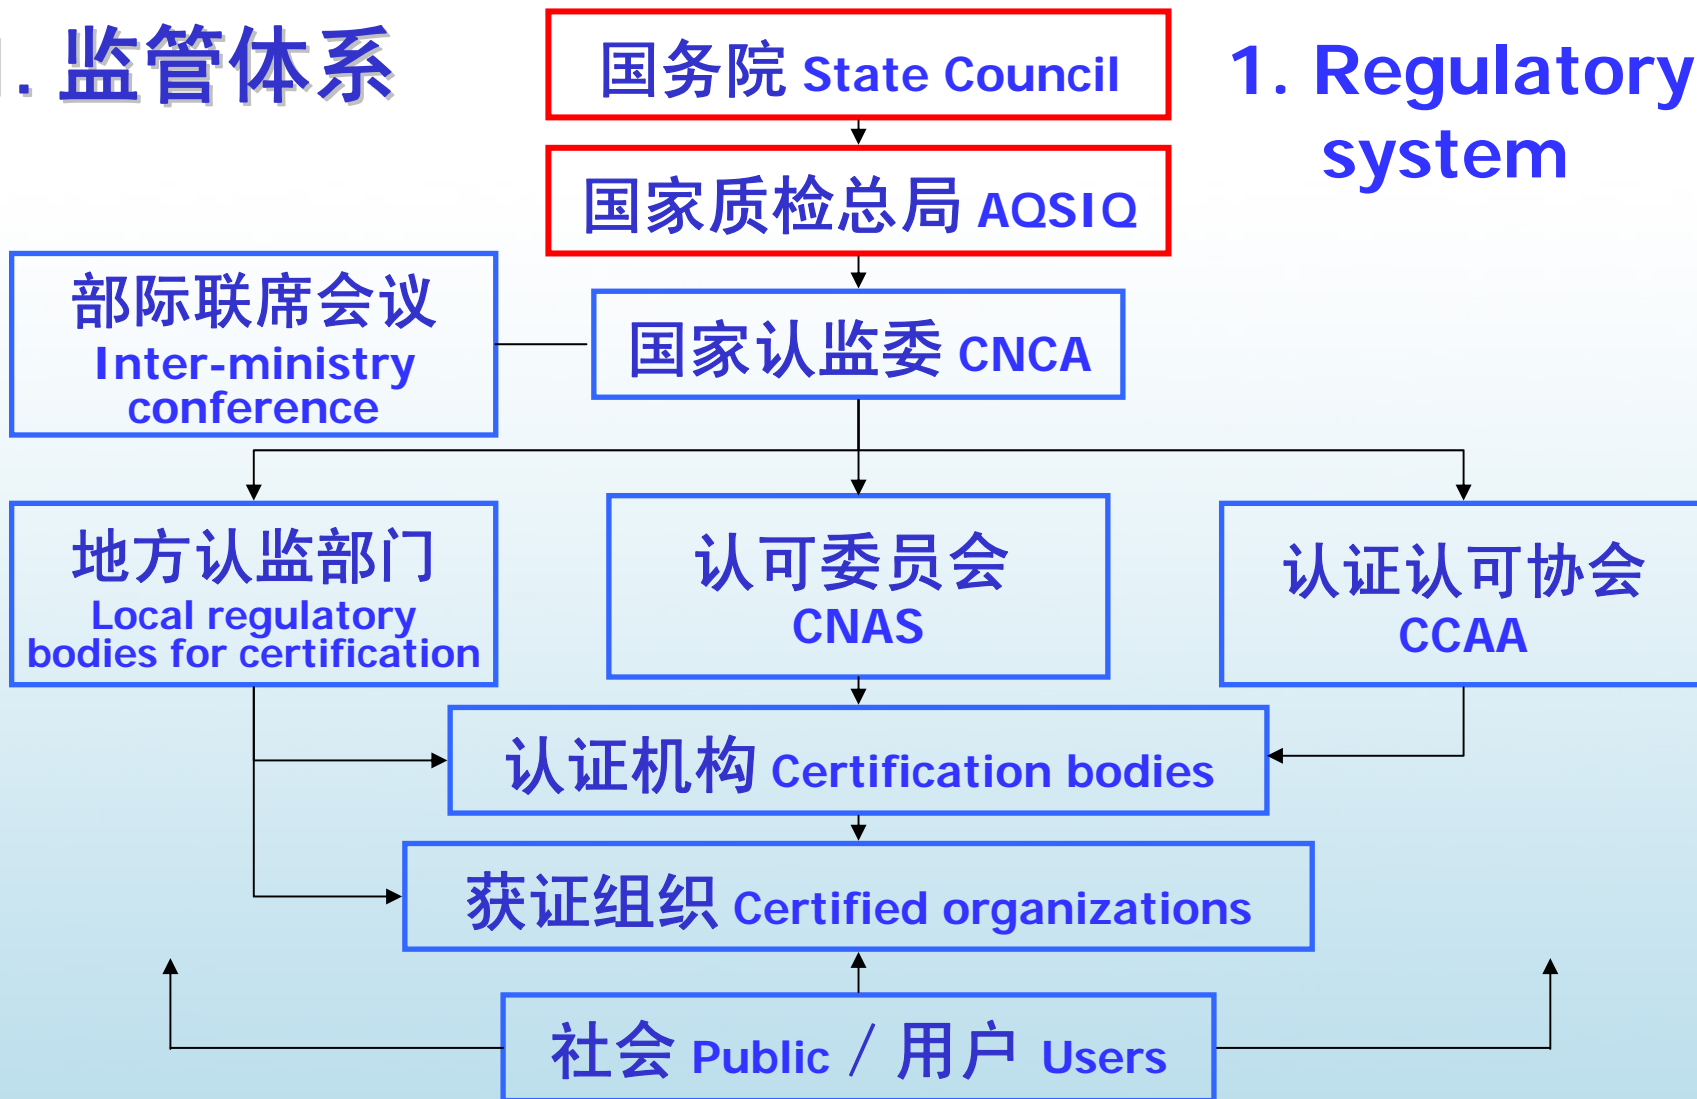 1. 监管体系
国务院 State Council
1. Regulatory
system
国家质检总局 AQSIQ
部际联席会议
Inter-ministry
conference
国家认监委 CNCA
地方认监部门
Local regulatory
bodies for certification
认可委员会
CNAS
认证认可协会
CCAA
认证机构 Certification bodies
获证组织 Certified organizations
社会 Public / 用户 Users